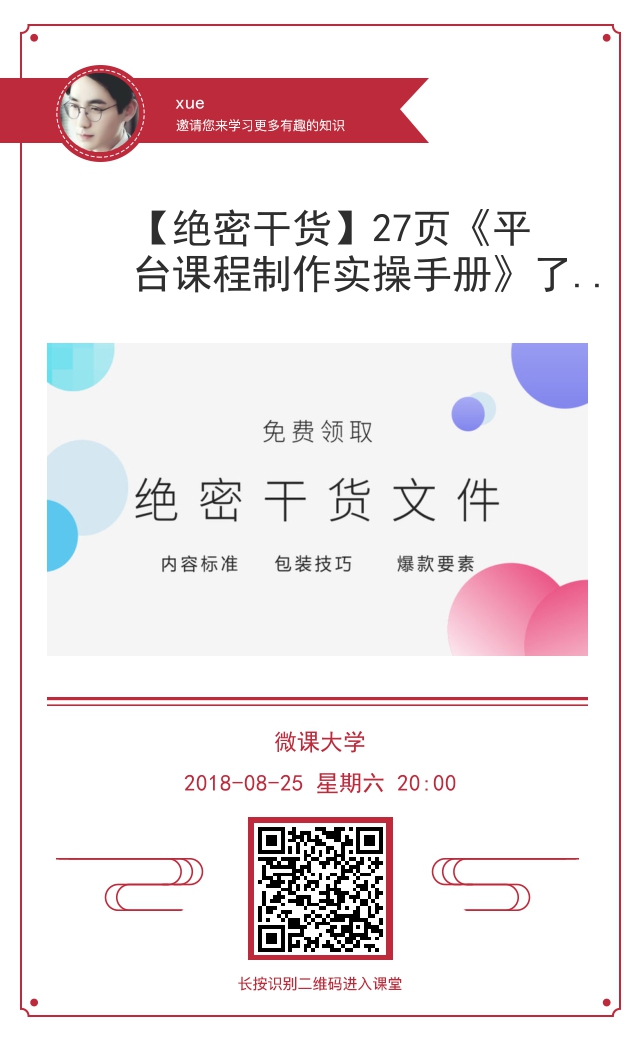 xue
邀请您来学习更多有趣的知识
【绝密干货】27页《平
台课程制作实操手册》了..
免费领取
绝密干货文件
内容标准 包装技巧 爆款要素
微课大学
2018-08-25 星期六 20:00
长按识别二维码进入课堂